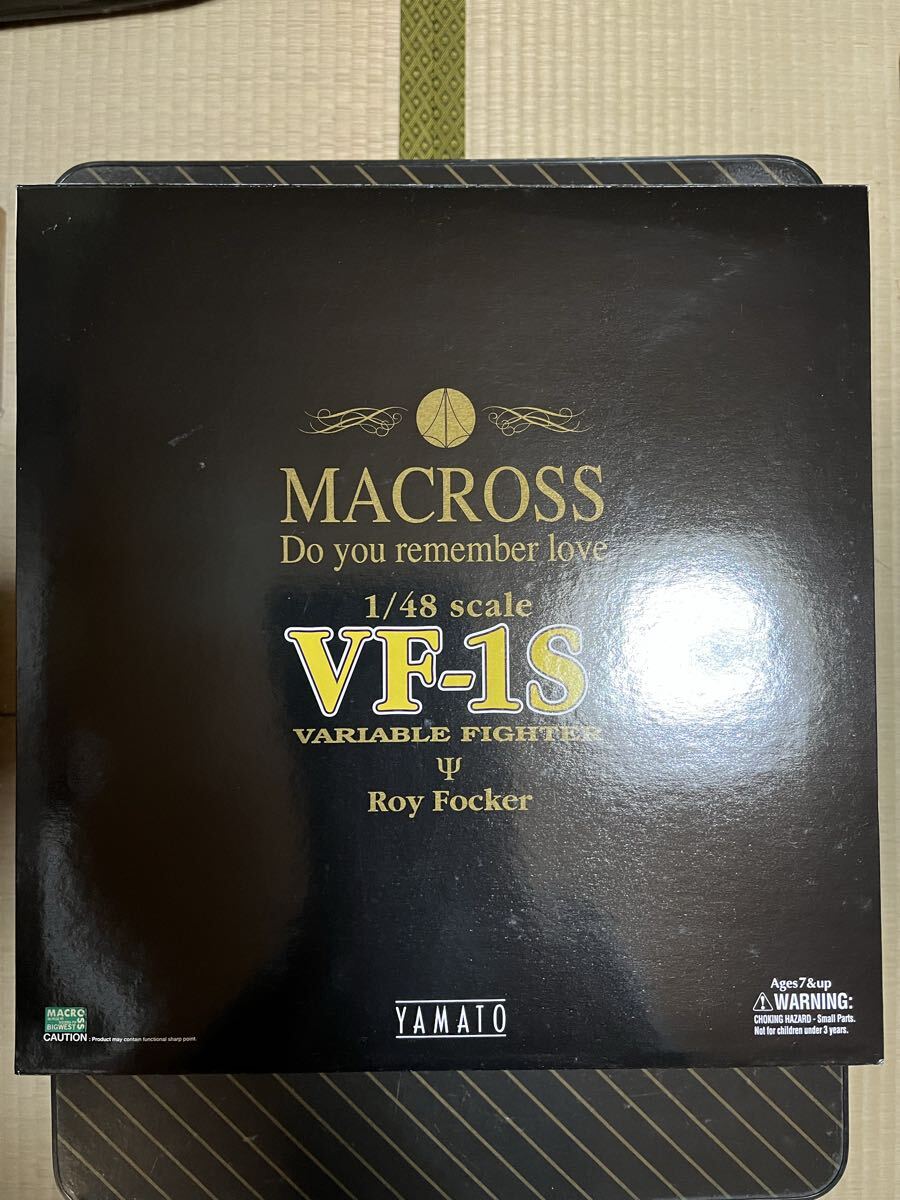 MACROSS
Do you remember love
1/48 scale
VF-1S
VARIABLE FIGHTER
Ψ
Roy Focker
YAMATO
Ages7&up
⚠WARNING:
CHOKING HAZARD - Small Parts.
Not for children under 3 years.
MACROSS
BIGWEST
CAUTION : Product may contain functional sharp point.